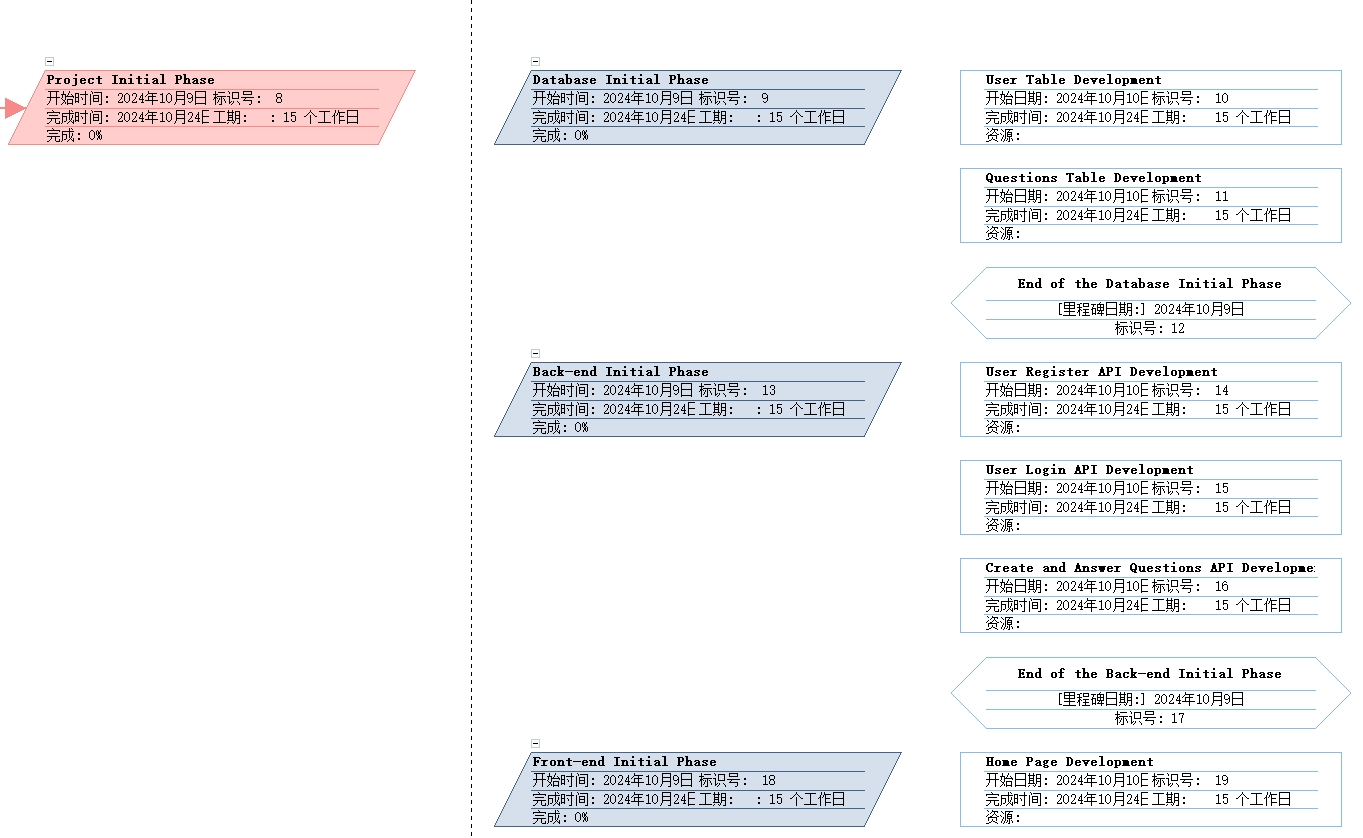 Project Initial Phase
开始时间: 2024年10月9日 标识号: 8
完成时间: 2024年10月24日 工期: : 15 个工作日
完成: 0%
Database Initial Phase
开始时间: 2024年10月9日 标识号: 9
完成时间: 2024年10月24日 工期: : 15 个工作日
完成: 0%
User Table Development
开始日期: 2024年10月10日 标识号: 10
完成时间: 2024年10月24日 工期: 15 个工作日
资源:
Questions Table Development
开始日期: 2024年10月10日 标识号: 11
完成时间: 2024年10月24日 工期: 15 个工作日
资源:
End of the Database Initial Phase
[里程碑日期:] 2024年10月9日
标识号: 12
Back-end Initial Phase
开始时间: 2024年10月9日 标识号: 13
完成时间: 2024年10月24日 工期: : 15 个工作日
完成: 0%
User Register API Development
开始日期: 2024年10月10日 标识号: 14
完成时间: 2024年10月24日 工期: 15 个工作日
资源:
User Login API Development
开始日期: 2024年10月10日 标识号: 15
完成时间: 2024年10月24日 工期: 15 个工作日
资源:
Create and Answer Questions API Developme
开始日期: 2024年10月10日 标识号: 16
完成时间: 2024年10月24日 工期: 15 个工作日
资源:
End of the Back-end Initial Phase
[里程碑日期:] 2024年10月9日
标识号: 17
Front-end Initial Phase
开始时间: 2024年10月9日 标识号: 18
完成时间: 2024年10月24日 工期: : 15 个工作日
完成: 0%
Home Page Development
开始日期: 2024年10月10日 标识号: 19
完成时间: 2024年10月24日 工期: 15 个工作日
资源: